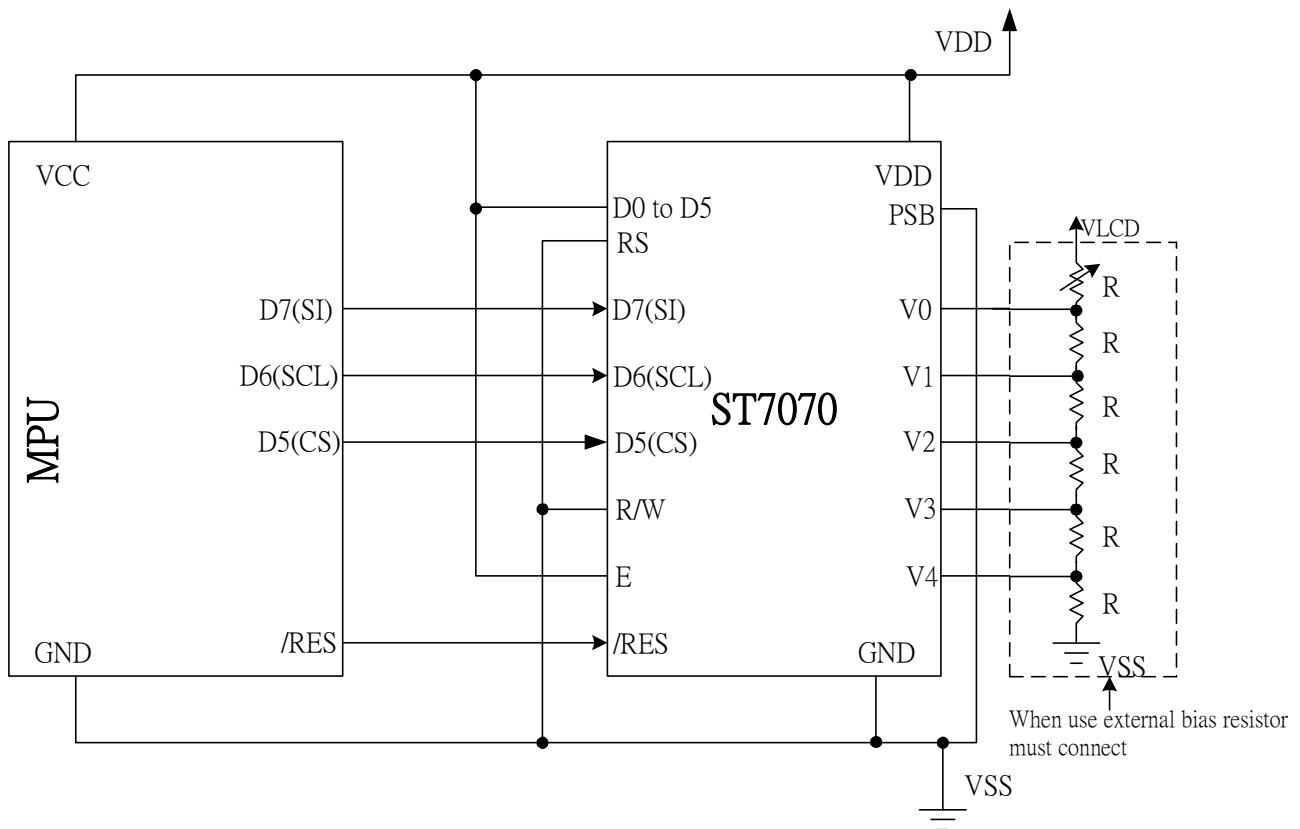 VDD
VCC
VDD
D0 to D5
PSB
RS
VLCD
R
D7(SI)
D7(SI)
V0
R
D6(SCL)
D6(SCL)
V1
ST7070
R
MPU
D5(CS)
D5(CS)
V2
R
R/W
V3
R
E
V4
R
/RES
/RES
GND
GND
VSS
When use external bias resistor
must connect
VSS